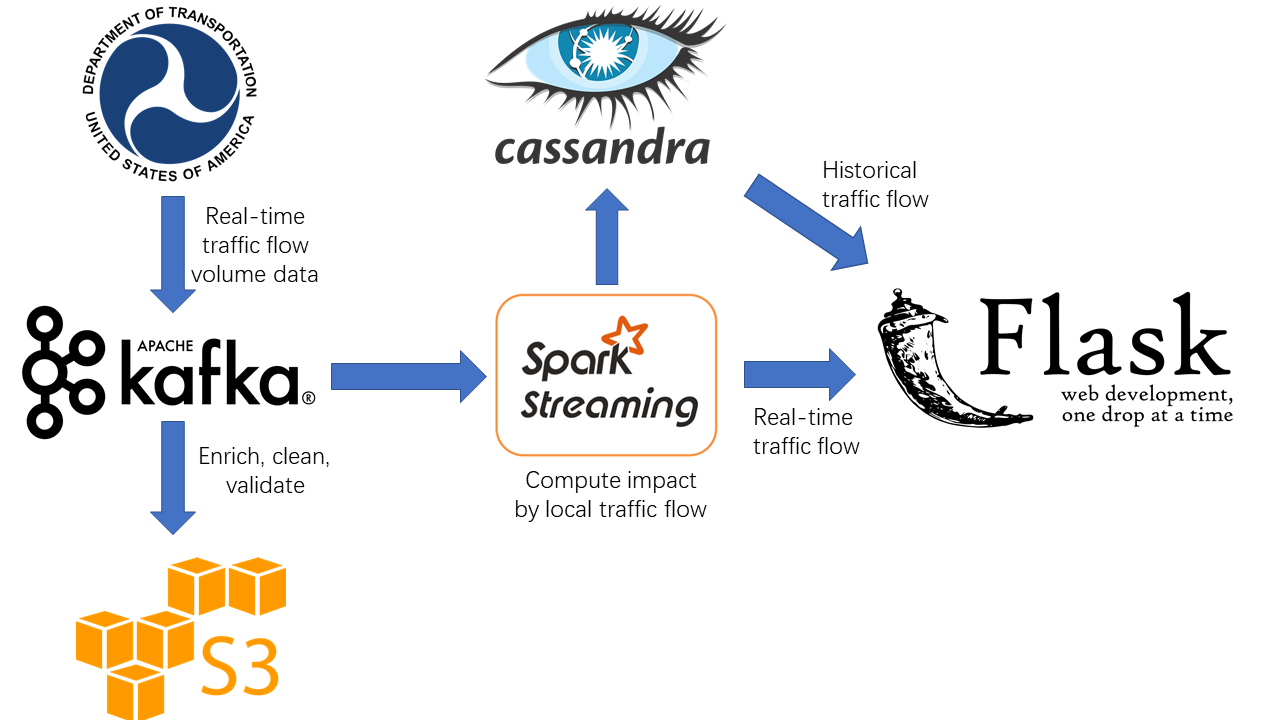 DEPARTMENT OF TRANSPORTATION
UNITED STATES OF AMERICA
cassandra
Historical
traffic flow
Real-time
traffic flow
volume data
APACHE
kafka®
Spark
Streaming
Flask
web development,
one drop at a time
Real-time
traffic flow
Enrich, clean,
validate
Compute impact
by local traffic flow
S3